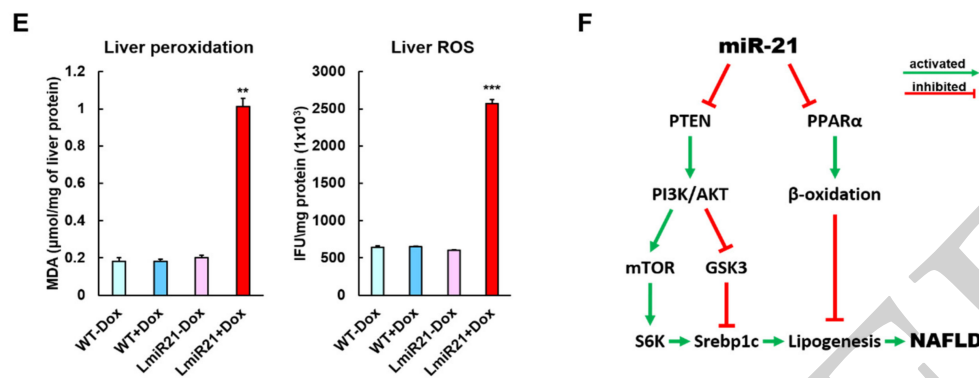 E
Liver peroxidation
MDA (μmol/mg of liver protein)
1.2
1
0.8
0.6
0.4
0.2
0
**
WT-Dox
WT+Dox
LmiR21-Dox
LmiR21+Dox
Liver ROS
IFU\mg protein (1x10³)
3000
2500
2000
1500
1000
500
0
***
WT-Dox
WT+Dox
LmiR21-Dox
LmiR21+Dox
F
miR-21
activated
inhibited
PTEN PPARα
PI3K/AKT β-oxidation
mTOR GSK3
S6K Srebp1c Lipogenesis NAFLD